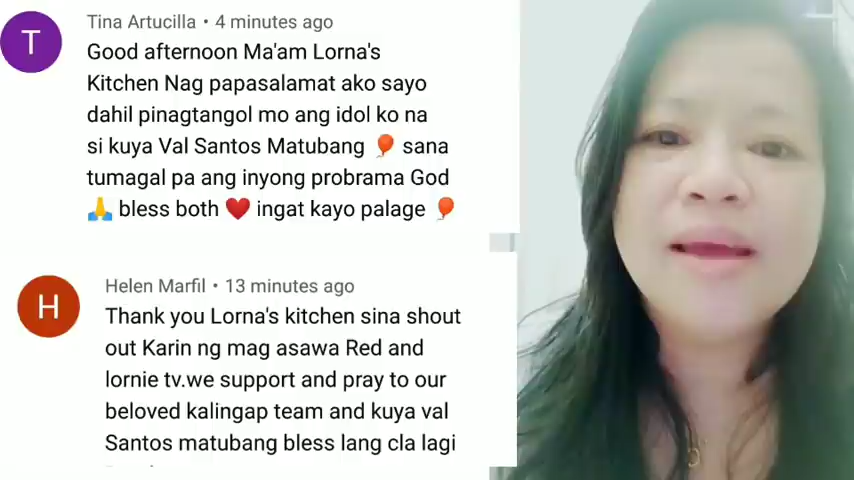 T
Tina Artucilla • 4 minutes ago
Good afternoon Ma'am Lorna's
Kitchen Nag papasalamat ako sayo
dahil pinagtangol mo ang idol ko na
si kuya Val Santos Matubang 🎈 sana
tumagal pa ang inyong probrama God
🙏 bless both ❤️ ingat kayo palage 🎈
H
Helen Marfil • 13 minutes ago
Thank you Lorna's kitchen sina shout
out Karin ng mag asawa Red and
lornie tv.we support and pray to our
beloved kalingap team and kuya val
Santos matubang bless lang cla lagi